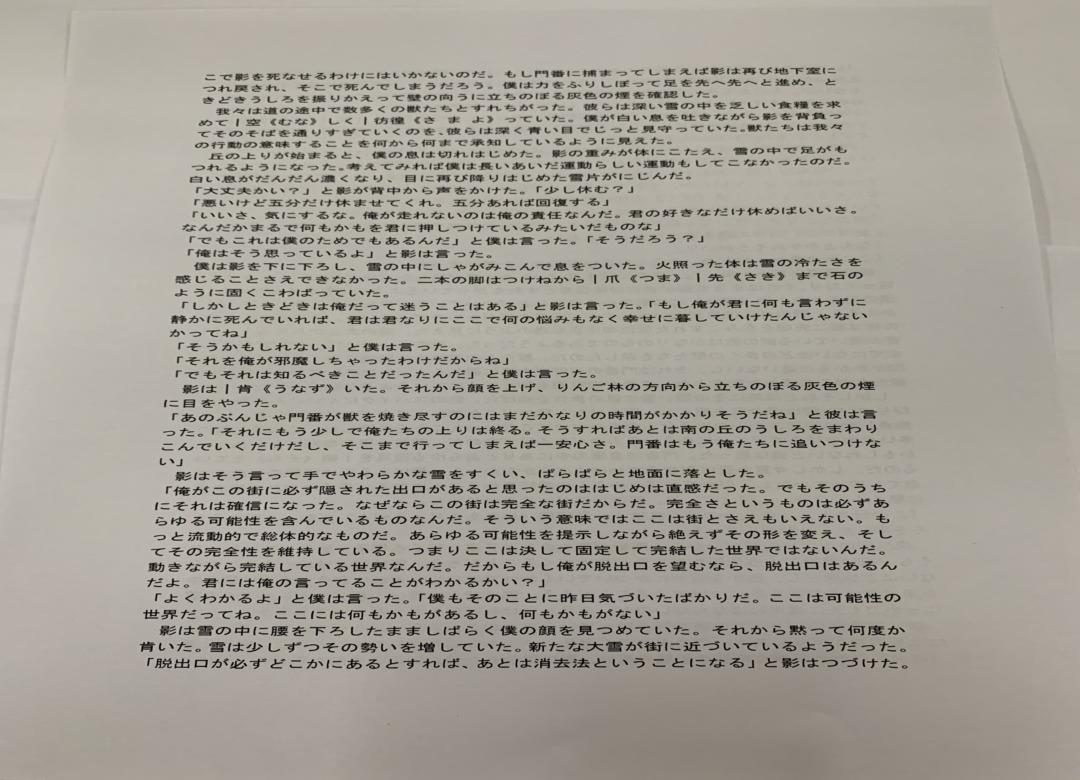 こで影を死なせるわけにはいかないのだ。もし門番に捕まってしまえば影は再び地下室に
つれ戻され、そこで死んでしまうだろう。僕は力をふりしぼって足を先へ先へと進め、と
きどきうしろを振りかえって壁の向うに立ちのぼる灰色の煙を確認した。
　我々は道の途中で数多くの獣たちとすれちがった。彼らは深い雪の中を乏しい食糧を求
めて|空《むな》しく|彷徨《さ ま よ》っていた。僕が白い息を吐きながら影を背負っ
てそのそばを通りすぎていくのを、彼らは深く青い目でじっと見守っていた。獣たちは我々
の行動の意味することを何から何まで承知しているように見えた。
　丘の上りが始まると、僕の息は切れはじめた。影の重みが体にこたえ、雪の中で足がも
つれるようになった。考えてみれば僕は長いあいだ運動らしい運動もしてこなかったのだ。
白い息がだんだん濃くなり、目に再び降りはじめた雪片がにじんだ。
「大丈夫かい？」と影が背中から声をかけた。「少し休む？」
「悪いけど五分だけ休ませてくれ。五分あれば回復する」
「いいさ、気にするな。俺が走れないのは俺の責任なんだ。君の好きなだけ休めばいいさ。
なんだかまるで何もかもを君に押しつけているみたいだものな」
「でもこれは僕のためでもあるんだ」と僕は言った。「そうだろう？」
「俺はそう思っているよ」と影は言った。
　僕は影を下に下ろし、雪の中にしゃがみこんで息をついた。火照った体は雪の冷たさを
感じることさえできなかった。二本の脚はつけねから|爪《つま》|先《さき》まで石の
ように固くこわばっていた。
「しかしときどきは俺だって迷うことはある」と影は言った。「もし俺が君に何も言わずに
静かに死んでいれば、君は君なりにここで何の悩みもなく幸せに暮していけたんじゃない
かってね」
「そうかもしれない」と僕は言った。
「それを俺が邪魔しちゃったわけだからね」
「でもそれは知るべきことだったんだ」と僕は言った。
　影は|肯《うなず》いた。それから顔を上げ、りんご林の方向から立ちのぼる灰色の煙
に目をやった。
「あのぶんじゃ門番が獣を焼き尽すのにはまだかなりの時間がかかりそうだね」と彼は言
った。「それにもう少しで俺たちの上りは終る。そうすればあとは南の丘のうしろをまわり
こんでいくだけだし、そこまで行ってしまえば一安心さ。門番はもう俺たちに追いつけな
い」
　影はそう言って手でやわらかな雪をすくい、ぱらぱらと地面に落とした。
「俺がこの街に必ず隠された出口があると思ったのははじめは直感だった。でもそのうち
にそれは確信になった。なぜならこの街は完全な街だからだ。完全さというものは必ずあ
らゆる可能性を含んでいるものなんだ。そういう意味ではここは街とさえもいえない。も
っと流動的で総体的なものだ。あらゆる可能性を提示しながら絶えずその形を変え、そし
てその完全性を維持している。つまりここは決して固定して完結した世界ではないんだ。
動きながら完結している世界なんだ。だからもし俺が脱出口を望むなら、脱出口はあるん
だよ。君には俺の言ってることがわかるかい？」
「よくわかるよ」と僕は言った。「僕もそのことに昨日気づいたばかりだ。ここは可能性の
世界だってね。ここには何もかもがあるし、何もかもがない」
　影は雪の中に腰を下ろしたまましばらく僕の顔を見つめていた。それから黙って何度か
肯いた。雪は少しずつその勢いを増していた。新たな大雪が街に近づいているようだった。
「脱出口が必ずどこかにあるとすれば、あとは消去法ということになる」と影はつづけた。